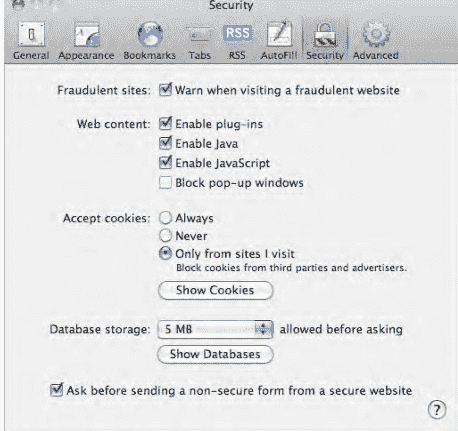 Security
General Appearance Bookmarks Tabs RSS AutoFill Security Advanced
RSS
Fraudulent sites: Warn when visiting a fraudulent website
Web content: Enable plug-ins
Enable Java
Enable JavaScript
Block pop-up windows
Accept cookies: Always
Never
Only from sites I visit
Block cookies from third parties and advertisers.
Show Cookies
Database storage: 5 MB allowed before asking
Show Databases
Ask before sending a non-secure form from a secure website
?